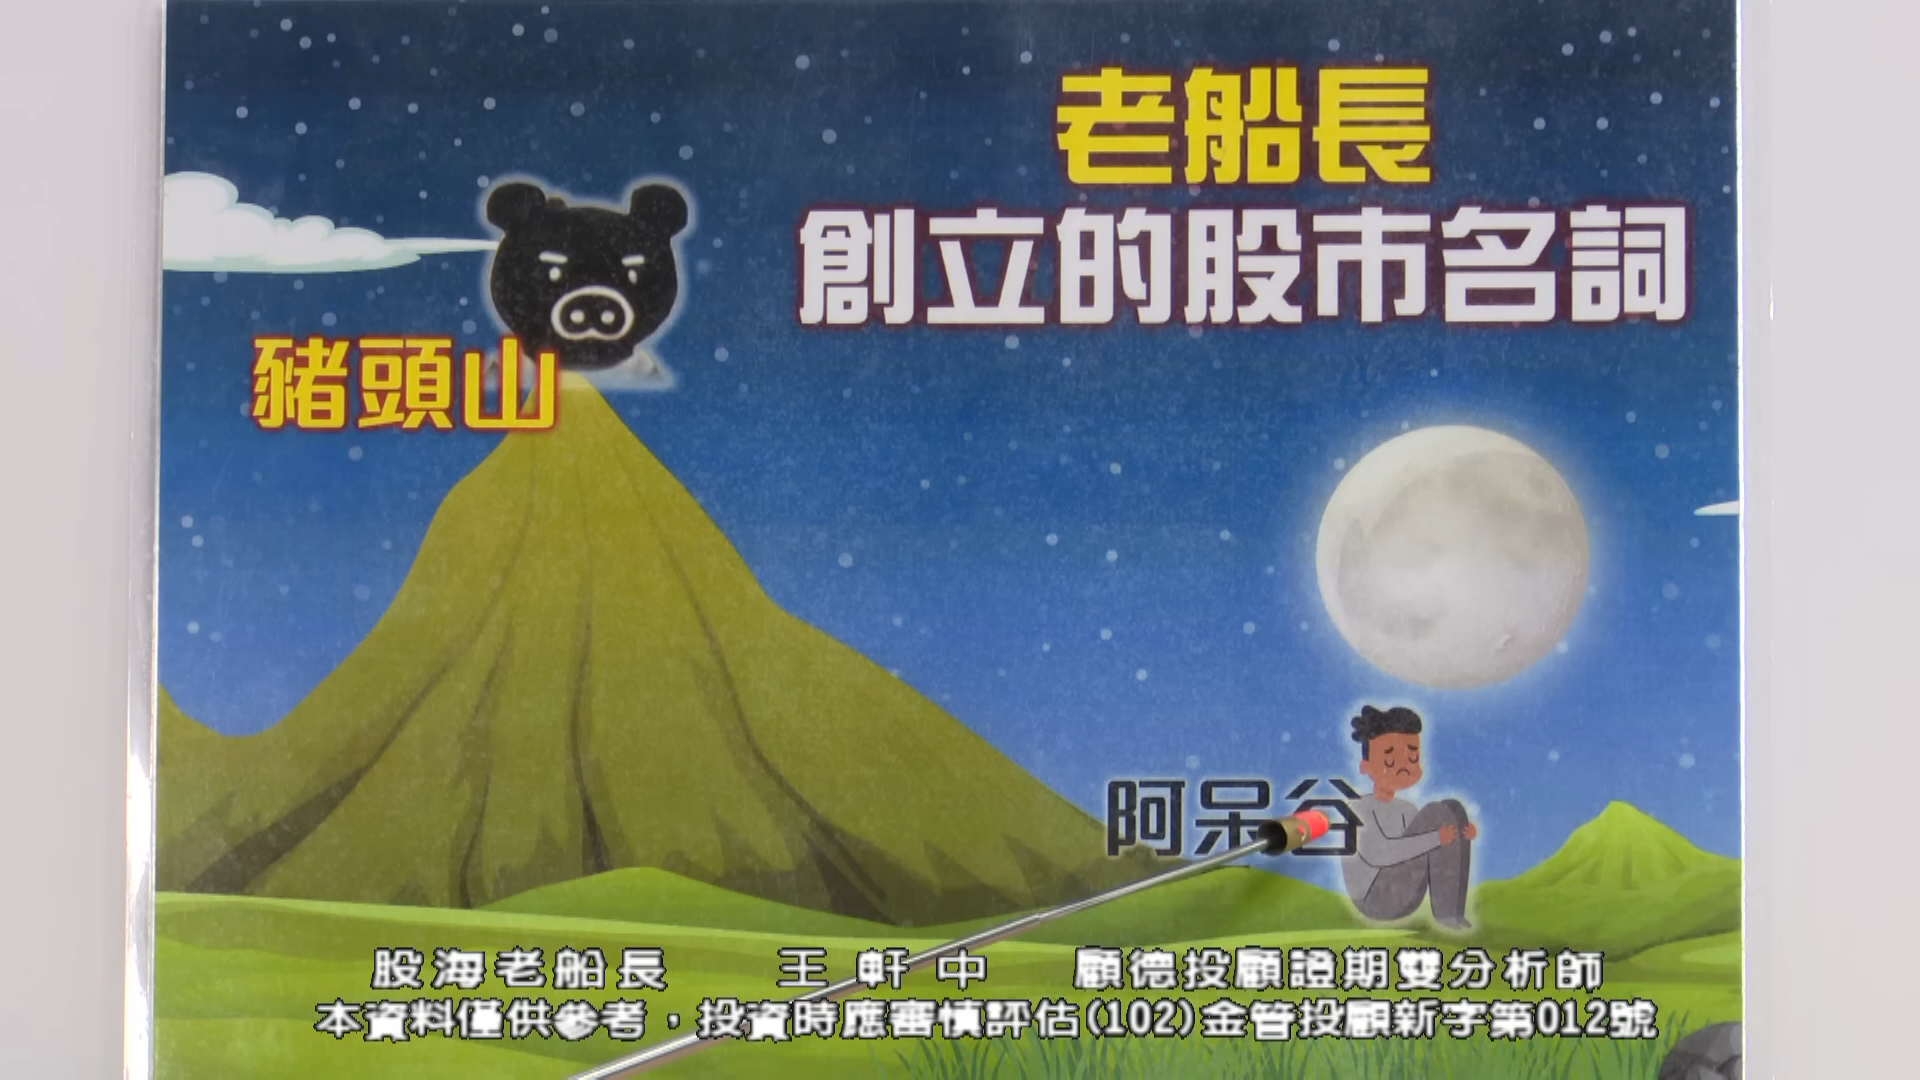 老船長
創立的股市名詞
豬頭山
阿呆谷
股海老船長 王軒中 顧德投顧證期雙分析師
本資料僅供參考，投資時應審慎評估(102)金管投顧新字第012號